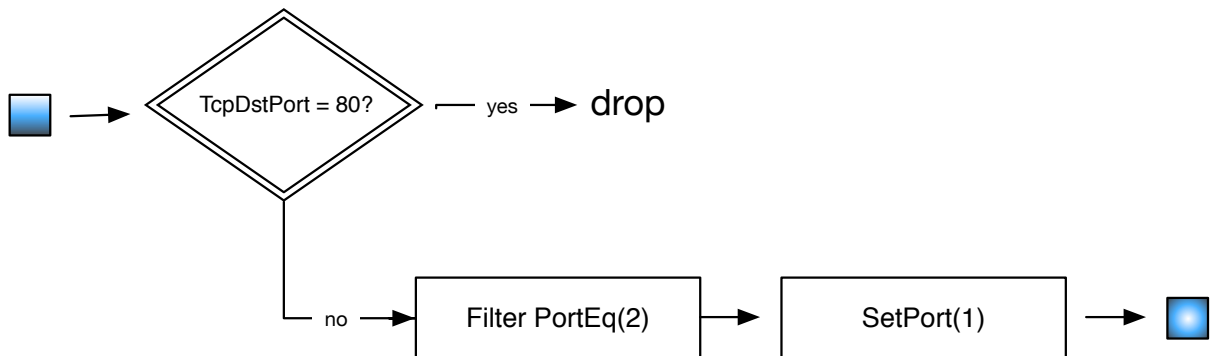 TcpDstPort = 80?
yes
drop
no
Filter PortEq(2)
SetPort(1)